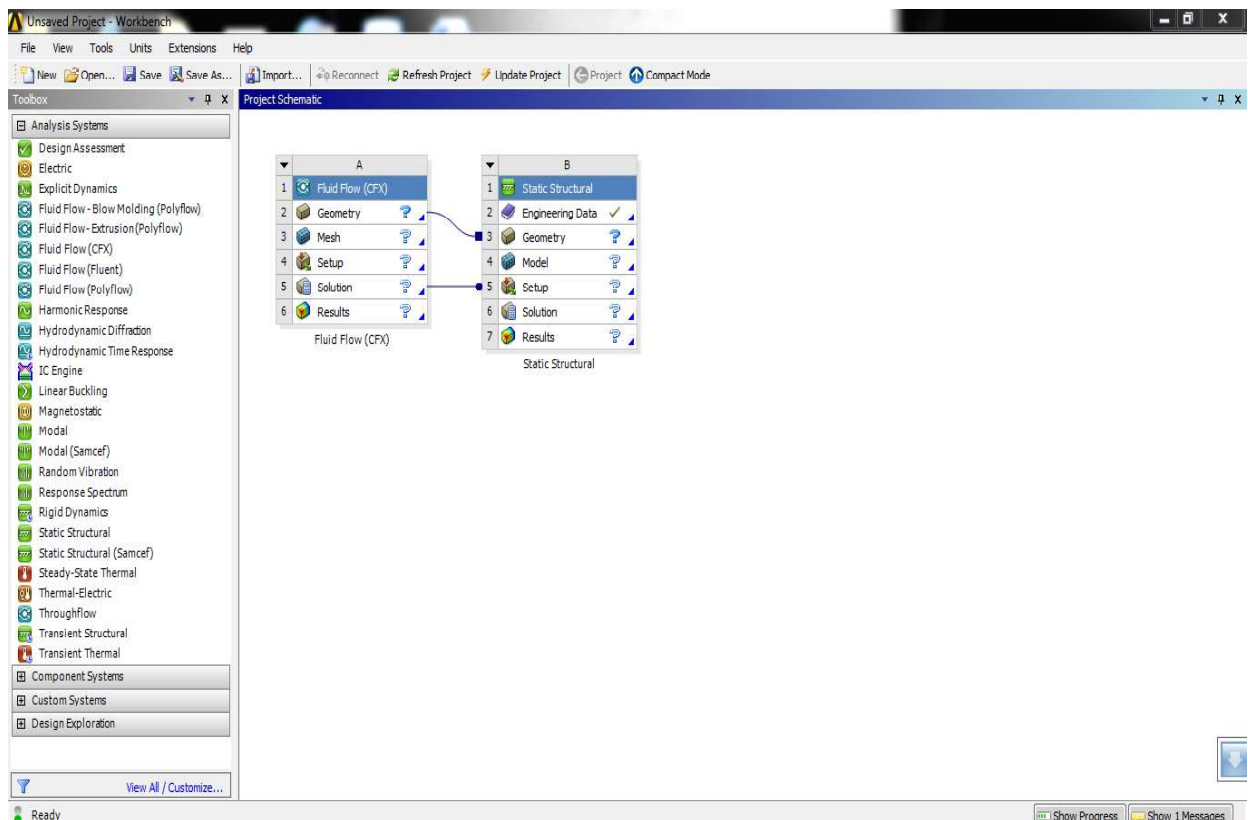 Unsaved Project - Workbench
File View Tools Units Extensions Help
New Open... Save Save As... Import... Reconnect Refresh Project Update Project Project Compact Mode
Toolbox
Project Schematic
Analysis Systems
Design Assessment
Electric
Explicit Dynamics
Fluid Flow - Blow Molding (Polyflow)
Fluid Flow - Extrusion (Polyflow)
Fluid Flow (CFX)
Fluid Flow (Fluent)
Fluid Flow (Polyflow)
Harmonic Response
Hydrodynamic Diffraction
Hydrodynamic Time Response
IC Engine
Linear Buckling
Magnetostatic
Modal
Modal (Samcef)
Random Vibration
Response Spectrum
Rigid Dynamics
Static Structural
Static Structural (Samcef)
Steady-State Thermal
Thermal-Electric
Throughflow
Transient Structural
Transient Thermal
Component Systems
Custom Systems
Design Exploration
View All / Customize...
A
1 Fluid Flow (CFX)
2 Geometry ?
3 Mesh ?
4 Setup ?
5 Solution ?
6 Results ?
Fluid Flow (CFX)
B
1 Static Structural
2 Engineering Data ✓
3 Geometry ?
4 Model ?
5 Setup ?
6 Solution ?
7 Results ?
Static Structural
Ready
Show Progress Show 1 Messages